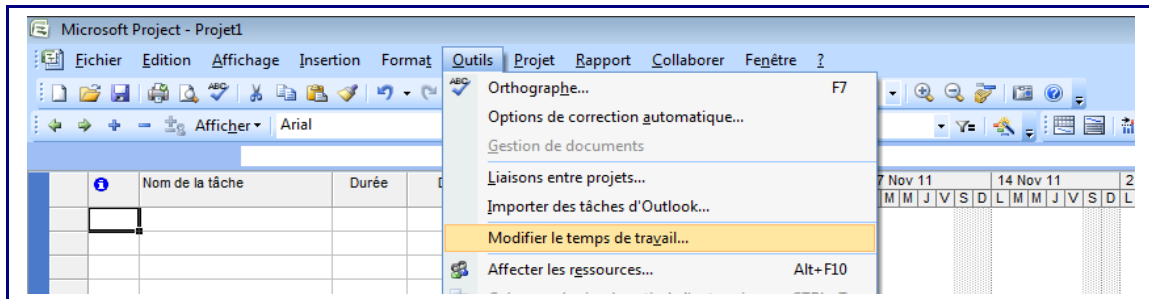 Microsoft Project - Projet1
Fichier Edition Affichage Insertion Format Outils Projet Rapport Collaborer Fenêtre ?
Orthographe... F7
Afficher Arial
Options de correction automatique...
Gestion de documents
Nom de la tâche Durée
Liaisons entre projets...
7 Nov 11 14 Nov 11 2
M M J V S D L M M J V S D L
Importer des tâches d'Outlook...
Modifier le temps de travail...
Affecter les ressources... Alt+F10